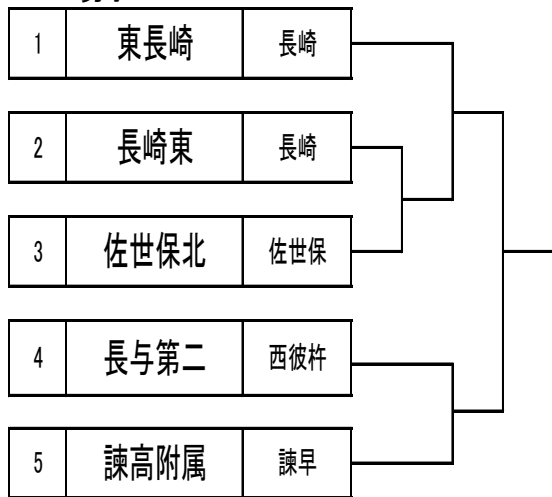 1 東長崎 長崎
2 長崎東 長崎
3 佐世保北 佐世保
4 長与第二 西彼杵
5 諫高附属 諫早